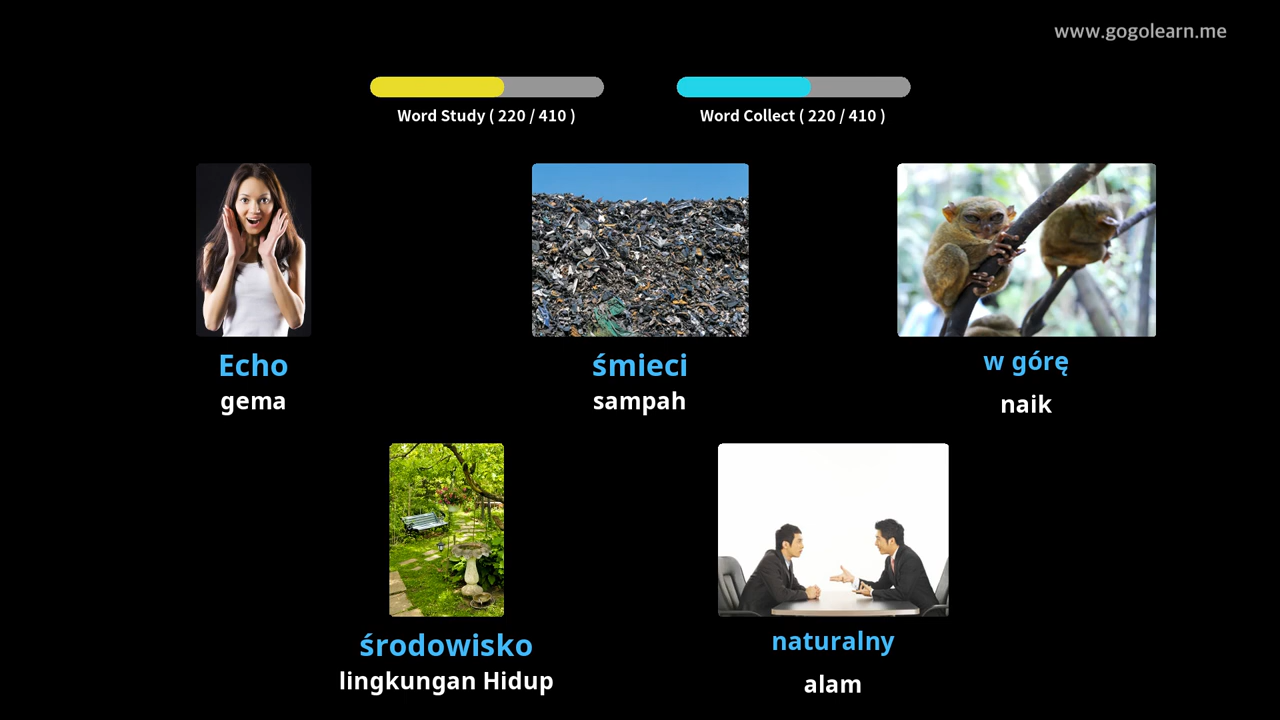 www.gogolearn.me
Word Study ( 220 / 410 )
Word Collect ( 220 / 410 )
Echo
gema
śmieci
sampah
w górę
naik
środowisko
lingkungan Hidup
naturalny
alam